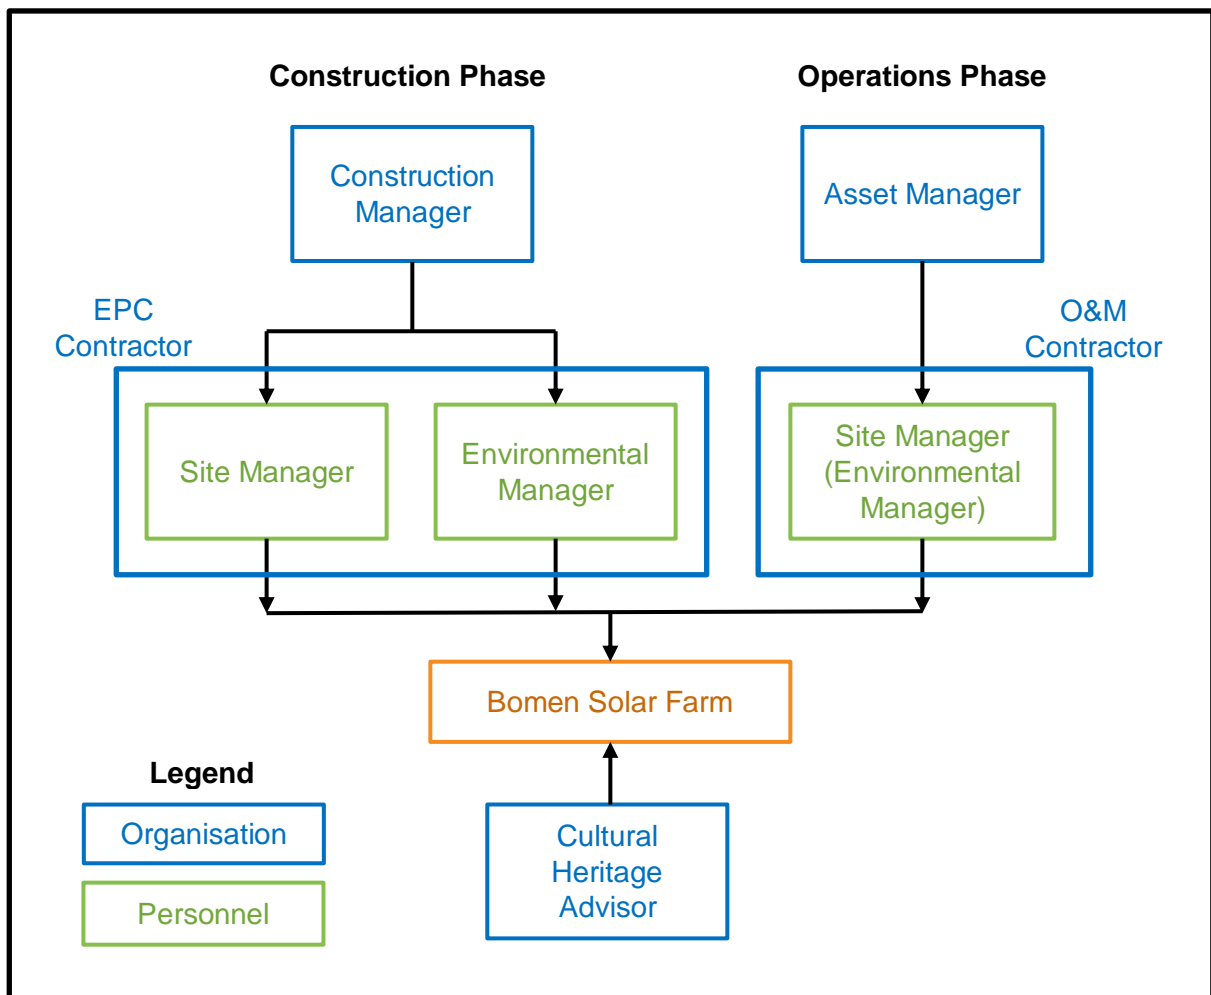 Construction Phase
Operations Phase
Construction
Manager
Asset Manager
EPC
Contractor
O&M
Contractor
Site Manager
Environmental
Manager
Site Manager
(Environmental
Manager)
Bomen Solar Farm
Legend
Organisation
Personnel
Cultural
Heritage
Advisor